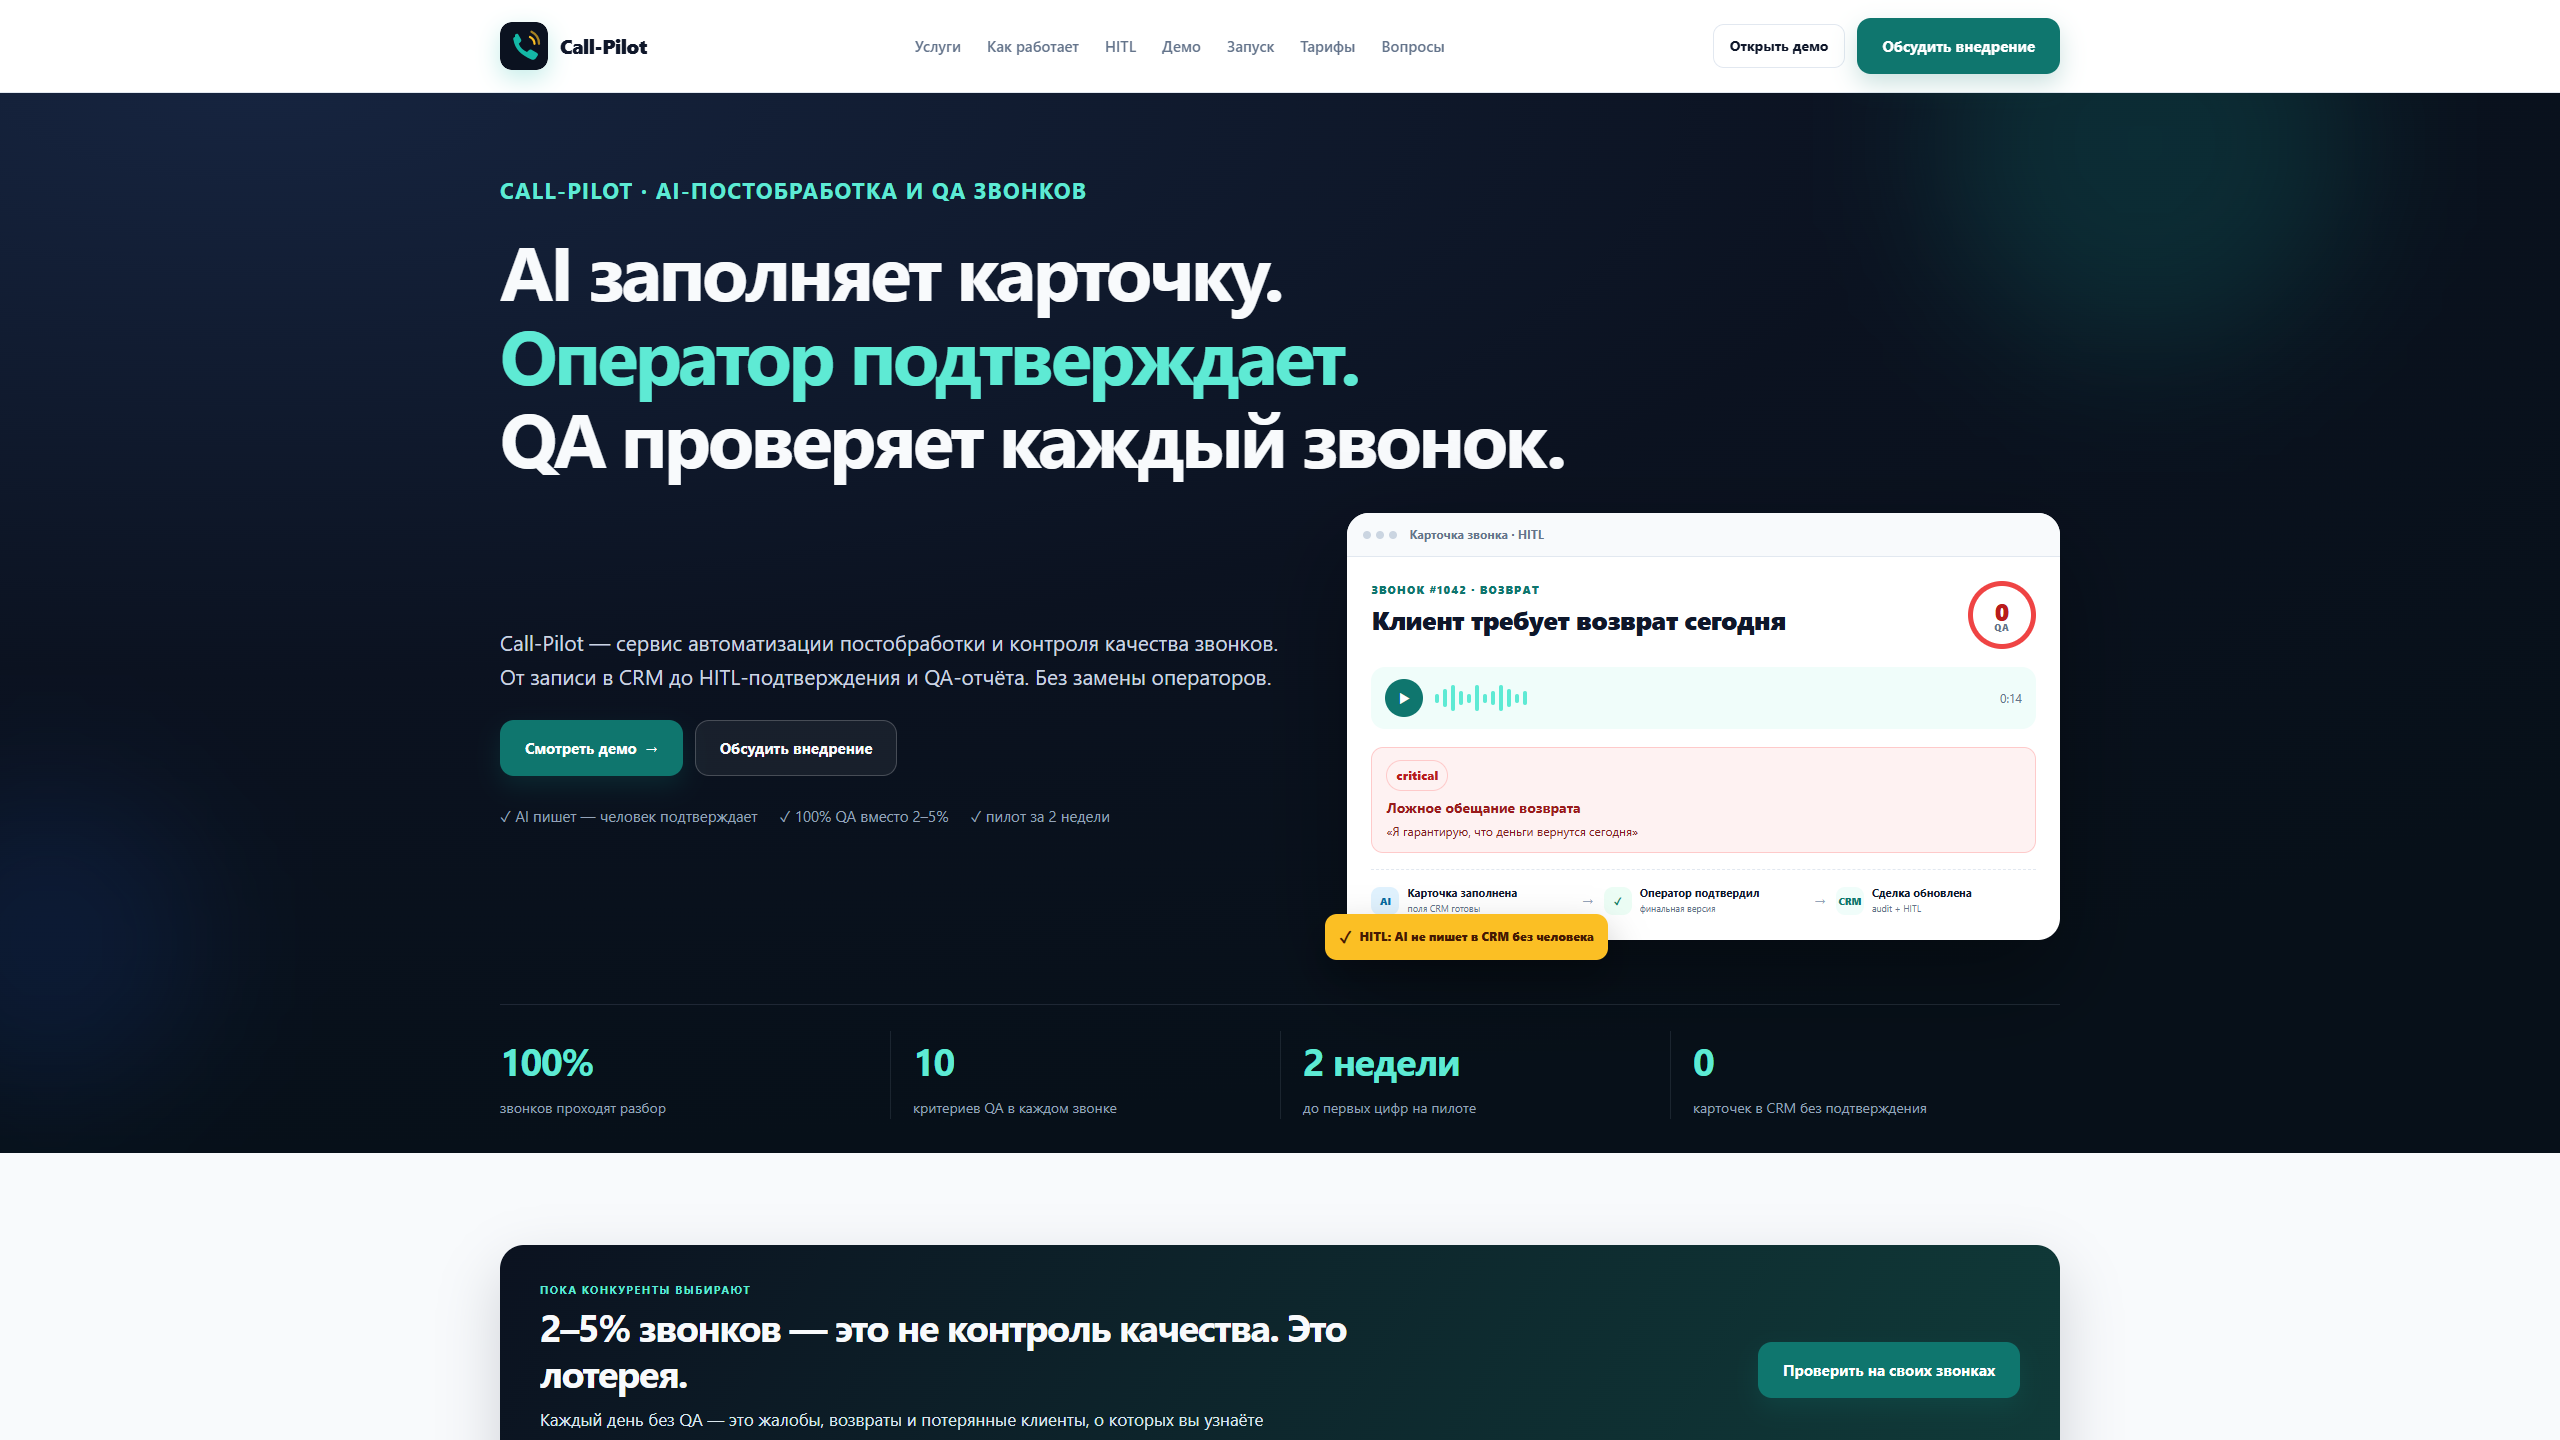 Call-Pilot
Услуги
Как работает
HITL
Демо
Запуск
Тарифы
Вопросы
Открыть демо
Обсудить внедрение
CALL-PILOT · AI-ПОСТОБРАБОТКА И QA ЗВОНКОВ
AI заполняет карточку.
Оператор подтверждает.
QA проверяет каждый звонок.
Call-Pilot — сервис автоматизации постобработки и контроля качества звонков.
От записи в CRM до HITL-подтверждения и QA-отчёта. Без замены операторов.
Смотреть демо →
Обсудить внедрение
✓ AI пишет — человек подтверждает
✓ 100% QA вместо 2–5%
✓ пилот за 2 недели
Карточка звонка · HITL
ЗВОНОК #1042 · ВОЗВРАТ
Клиент требует возврат сегодня
0
QA
0:14
critical
Ложное обещание возврата
«Я гарантирую, что деньги вернутся сегодня»
AI
Карточка заполнена
поля CRM готовы
→
✓
Оператор подтвердил
финальная версия
→
CRM
Сделка обновлена
audit + HITL
✓ HITL: AI не пишет в CRM без человека
100%
звонков проходят разбор
10
критериев QA в каждом звонке
2 недели
до первых цифр на пилоте
0
карточек в CRM без подтверждения
ПОКА КОНКУРЕНТЫ ВЫБИРАЮТ
2–5% звонков — это не контроль качества. Это
лотерея.
Каждый день без QA — это жалобы, возвраты и потерянные клиенты, о которых вы узнаёте
Проверить на своих звонках